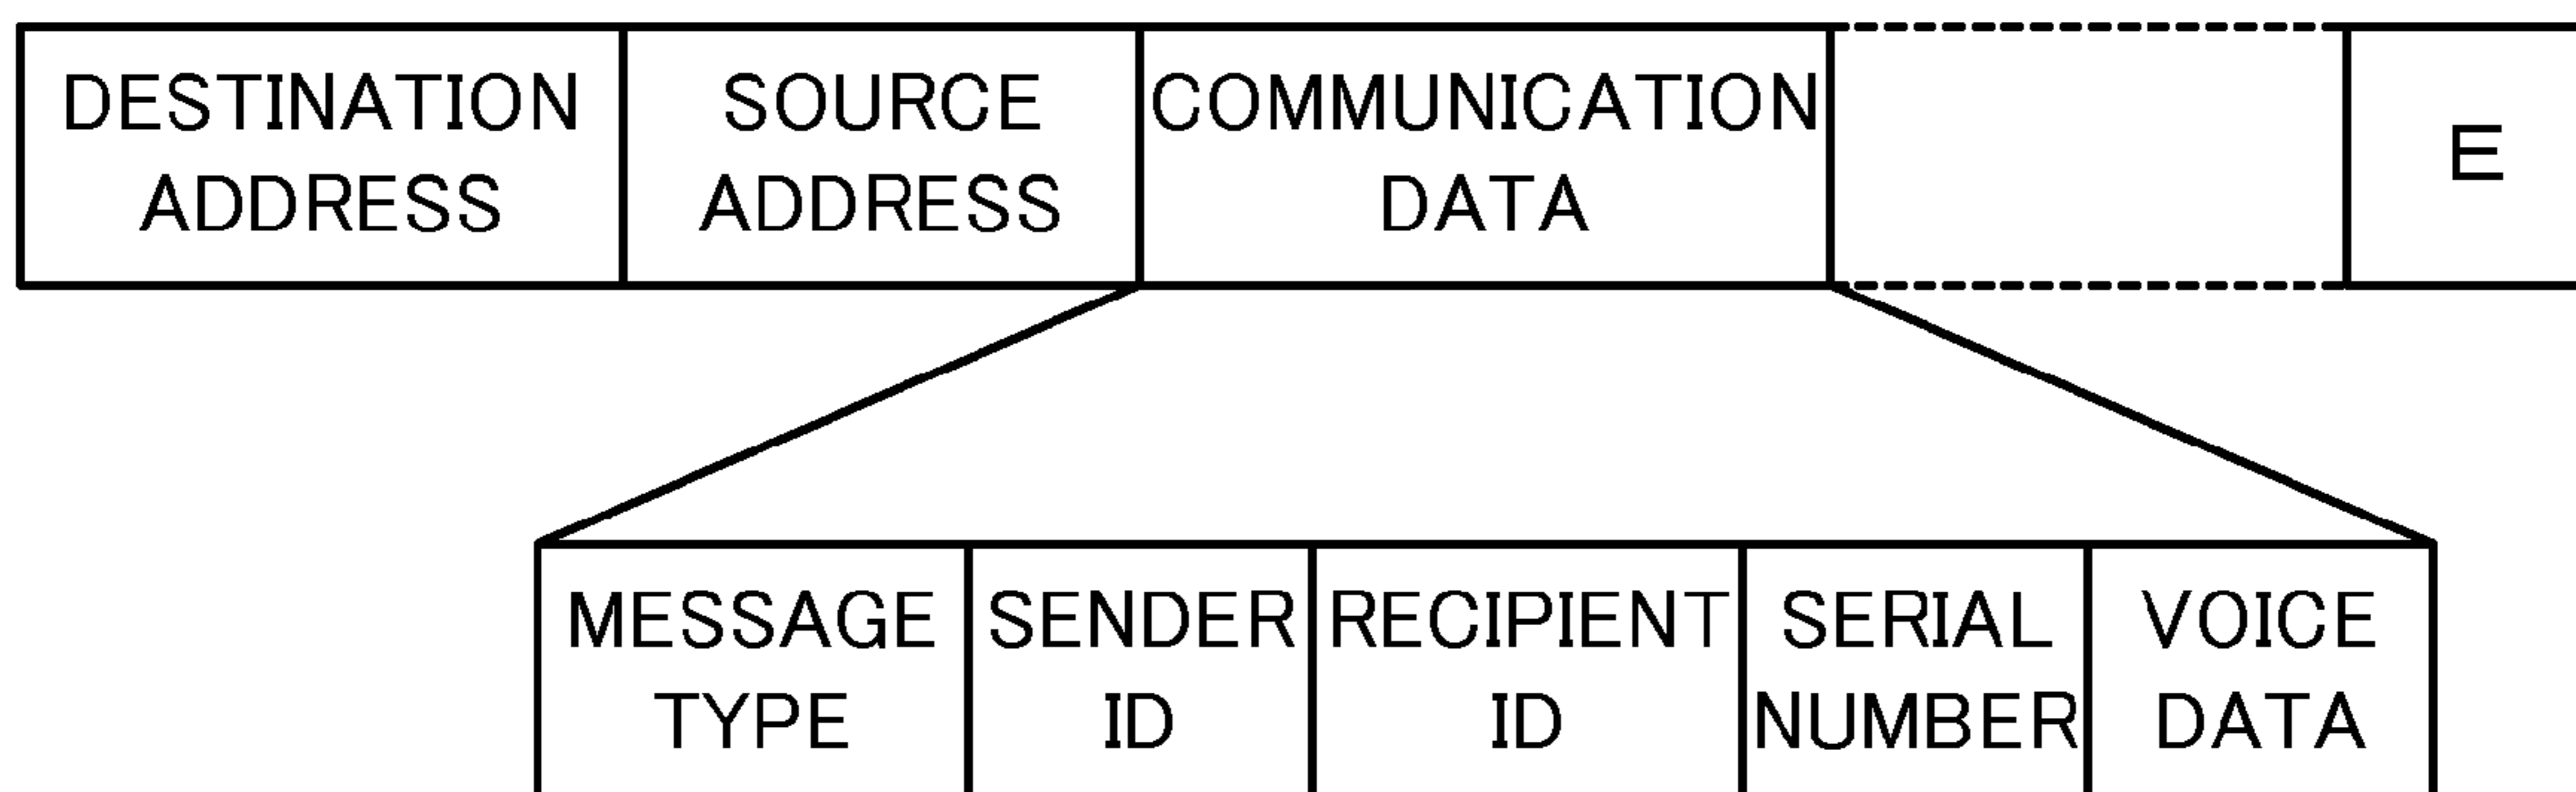 DESTINATION
ADDRESS
SOURCE
ADDRESS
COMMUNICATION
DATA
E
MESSAGE
TYPE
SENDER
ID
RECIPIENT
ID
SERIAL
NUMBER
VOICE
DATA